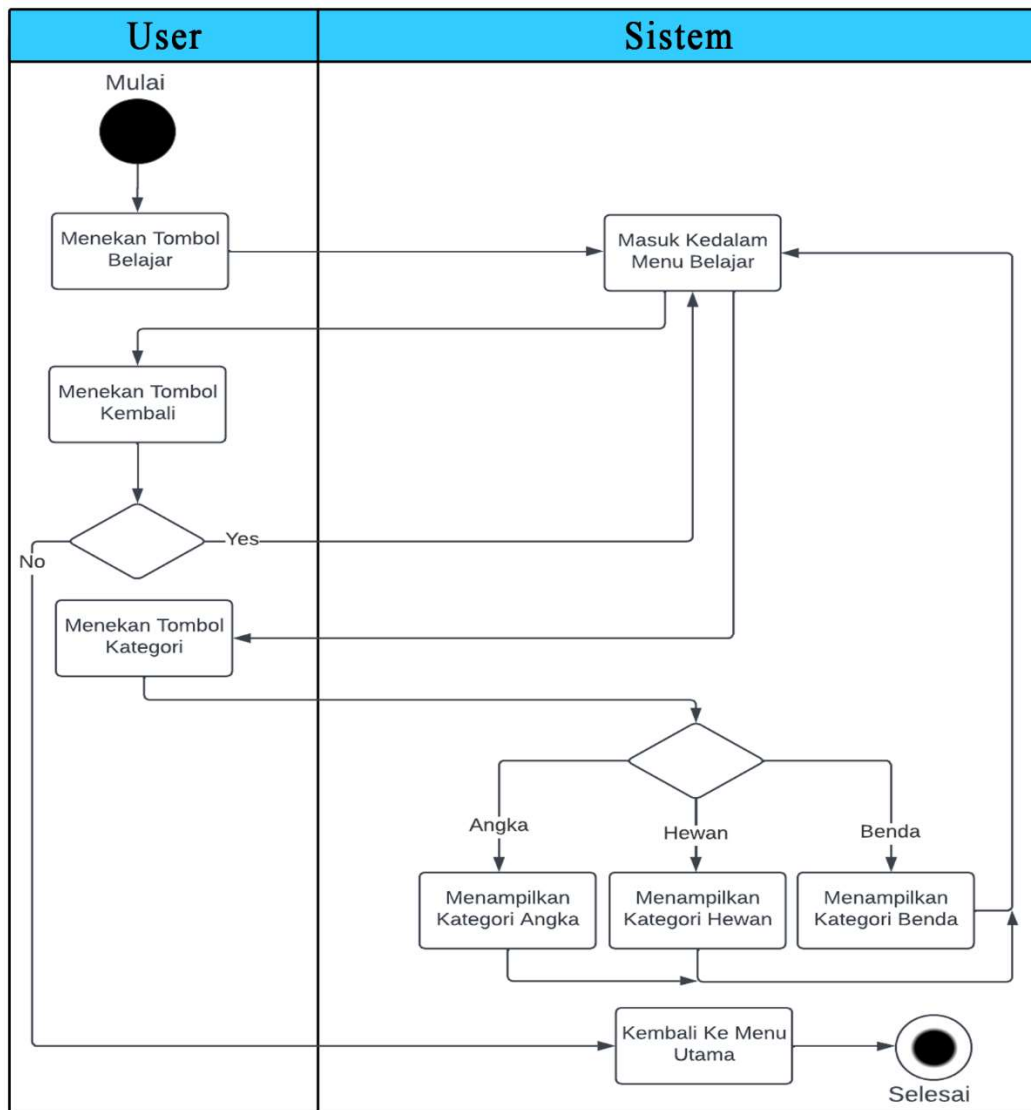 User
Sistem
Mulai
Menekan Tombol
Belajar
Masuk Kedalam
Menu Belajar
Menekan Tombol
Kembali
Yes
No
Menekan Tombol
Kategori
Angka
Hewan
Benda
Menampilkan
Kategori Angka
Menampilkan
Kategori Hewan
Menampilkan
Kategori Benda
Kembali Ke Menu
Utama
Selesai